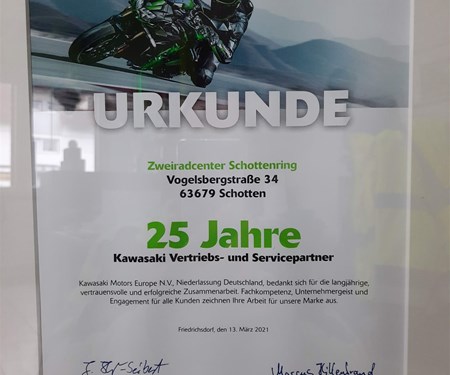 URKUNDE
Zweiradcenter Schottenring
Vogelsbergstraße 34
63679 Schotten
25 Jahre
Kawasaki Vertriebs- und Servicepartner
Kawasaki Motors Europe N.V., Niederlassung Deutschland, bedankt sich für die langjährige,
vertrauensvolle und erfolgreiche Zusammenarbeit. Fachkompetenz, Unternehmergeist und
Engagement für alle Kunden zeichnen Ihre Arbeit für unsere Marke aus.
Friedrichsdorf, den 13. März 2021